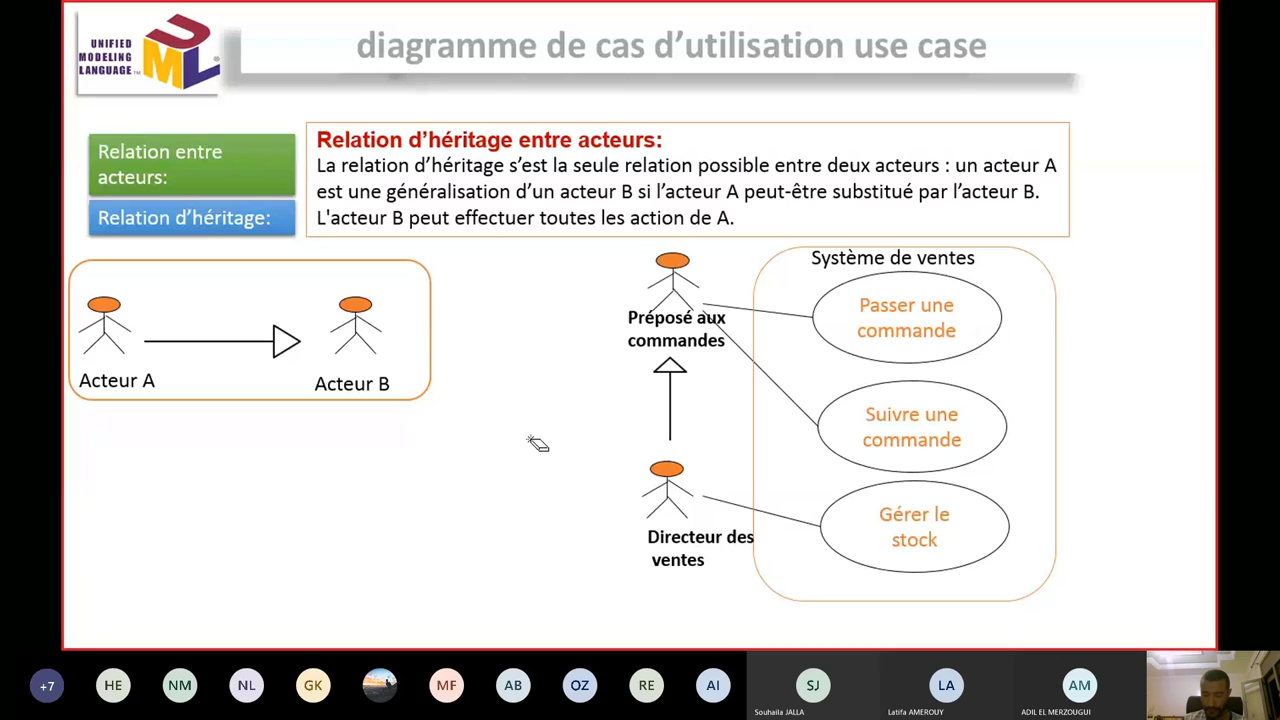 UNIFIED
MODELING
LANGUAGE™
UML®
diagramme de cas d’utilisation use case
Relation entre
acteurs:
Relation d’héritage:
Relation d’héritage entre acteurs:
La relation d’héritage s’est la seule relation possible entre deux acteurs : un acteur A
est une généralisation d’un acteur B si l’acteur A peut-être substitué par l’acteur B.
L'acteur B peut effectuer toutes les action de A.
Acteur A
Acteur B
Préposé aux
commandes
Directeur des
ventes
Système de ventes
Passer une
commande
Suivre une
commande
Gérer le
stock
+7
HE
NM
NL
GK
MF
AB
OZ
RE
AI
SJ
Souhaila JALLA
LA
Latifa AMEROUY
AM
ADIL EL MERZOUGUI